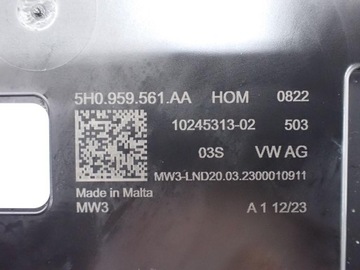 5H0.959.561.AA HOM 0822
10245313-02 503
03S VW AG
MW3-LND20.03.2300010911
Made in Malta
MW3 A 1 12/23